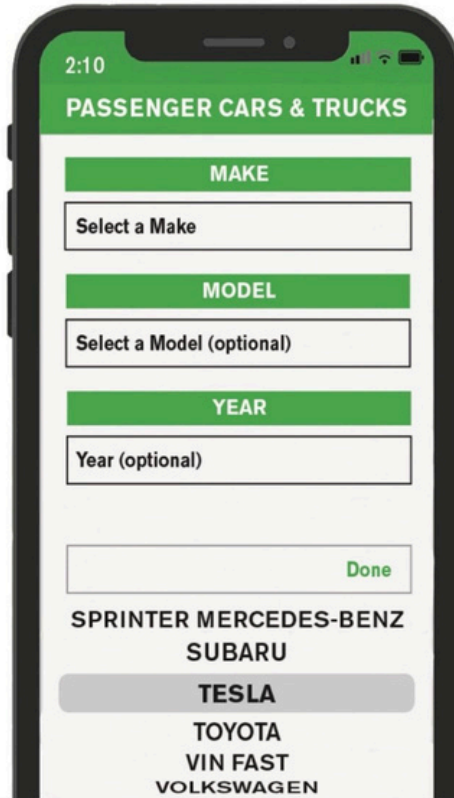 2:10
PASSENGER CARS & TRUCKS
MAKE
Select a Make
MODEL
Select a Model (optional)
YEAR
Year (optional)
Done
SPRINTER MERCEDES-BENZ
SUBARU
TESLA
TOYOTA
VIN FAST
VOLKSWAGEN